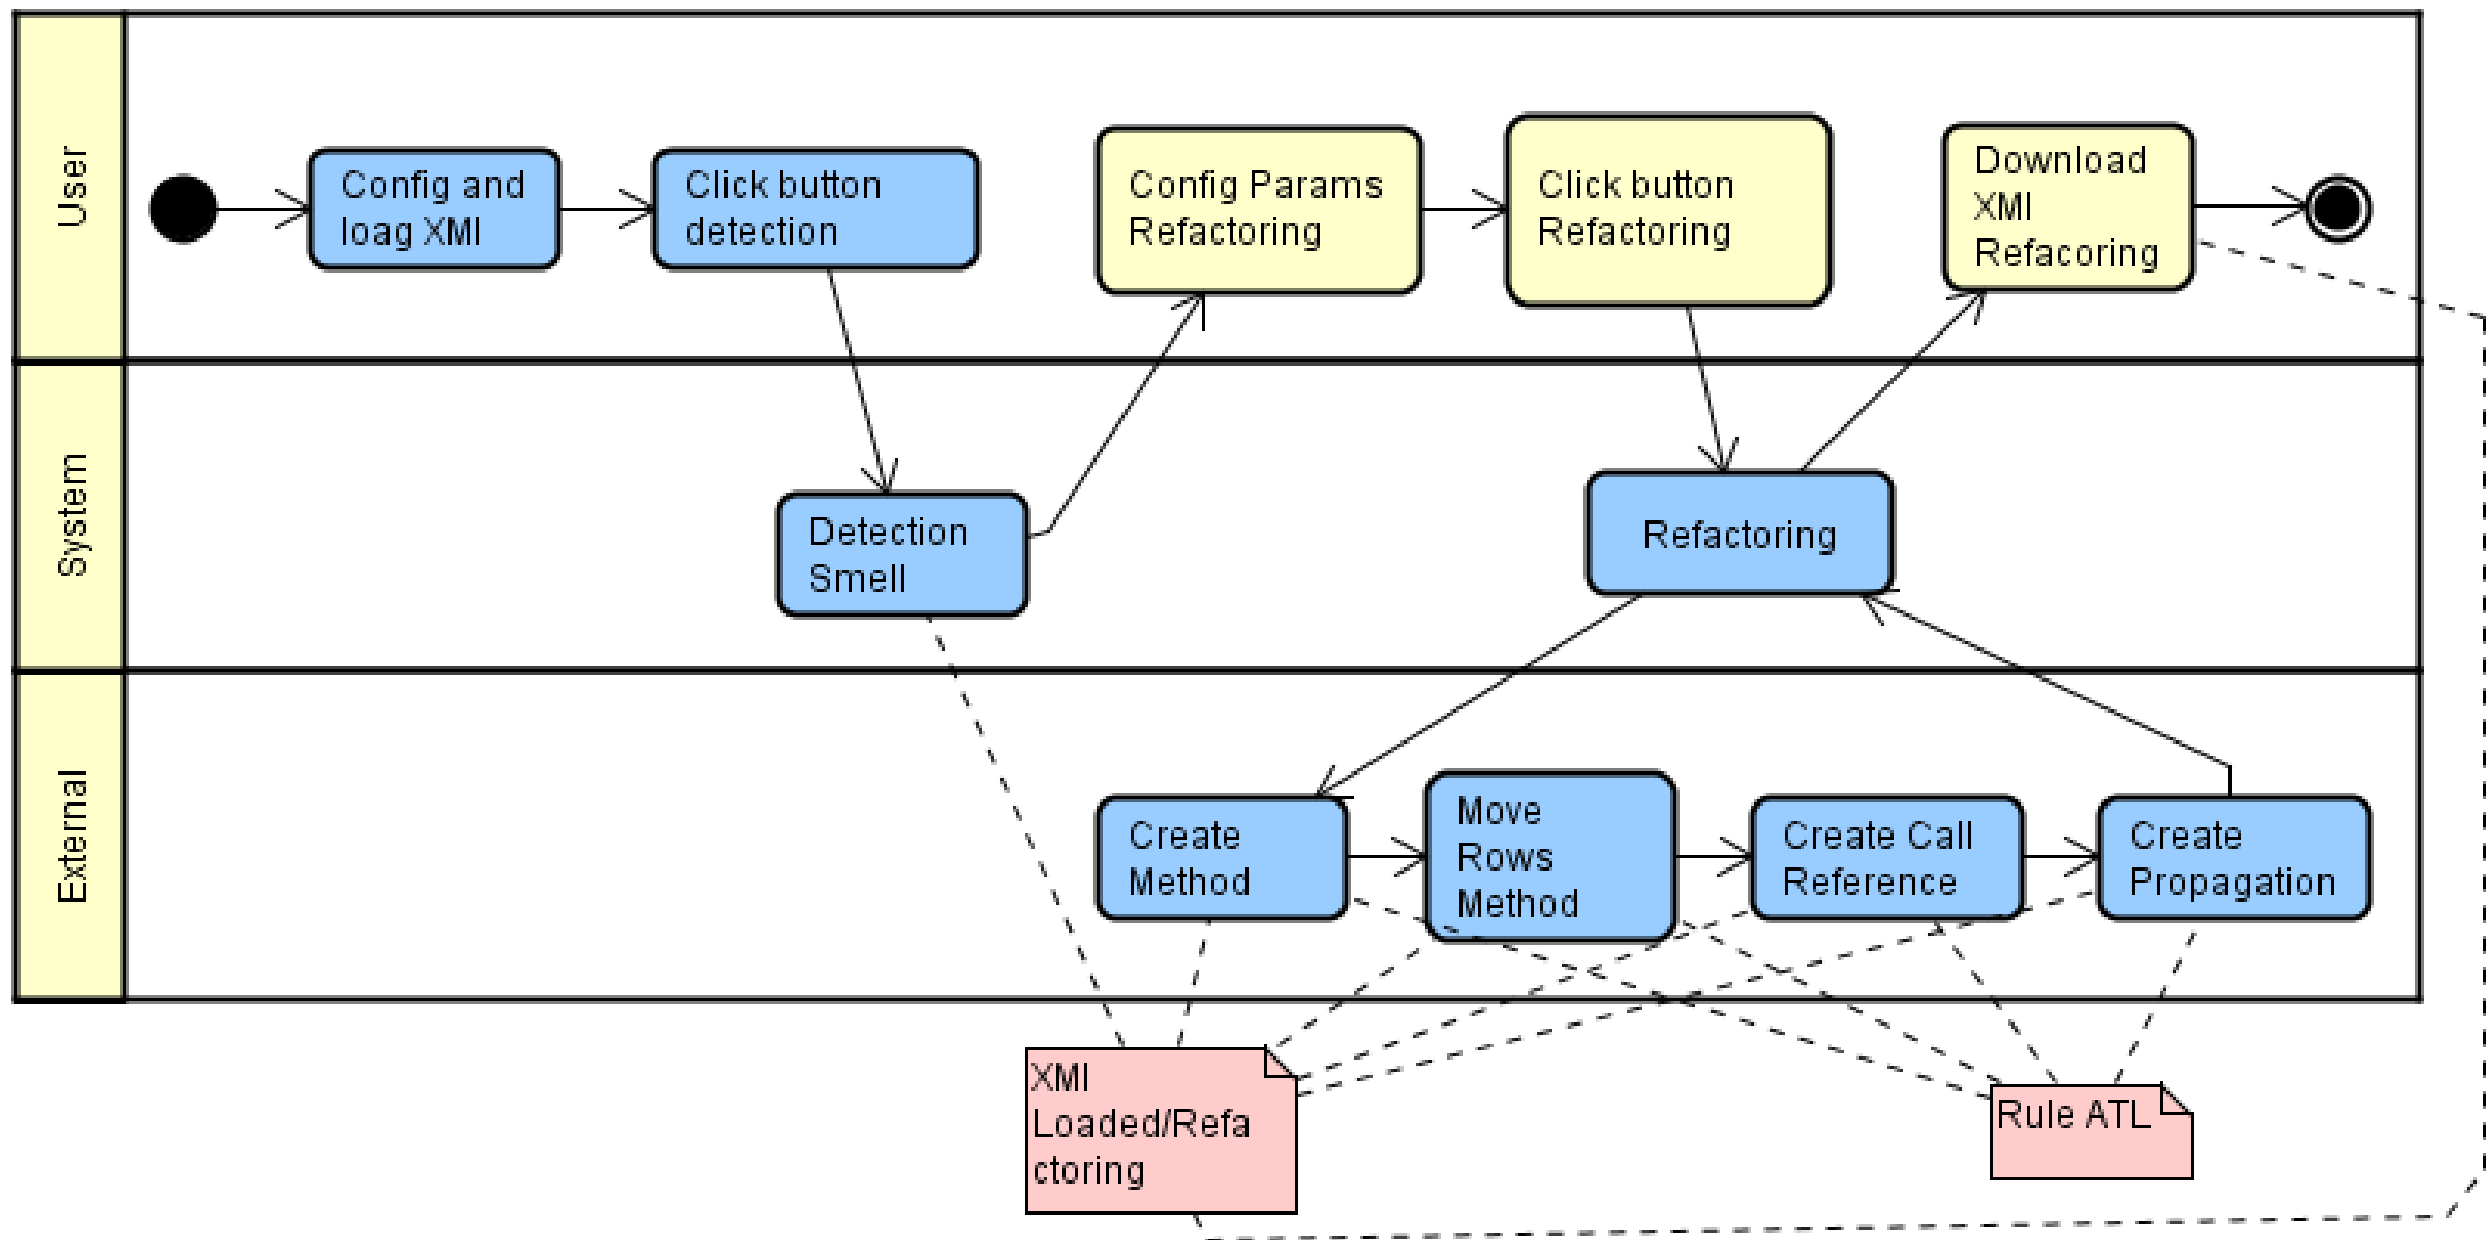 User
Config and
loag XMI
Click button
detection
Config Params
Refactoring
Click button
Refactoring
Download
XMI
Refacoring
System
Detection
Smell
Refactoring
External
Create
Method
Move
Rows
Method
Create Call
Reference
Create
Propagation
XMI
Loaded/Refa
ctoring
Rule ATL